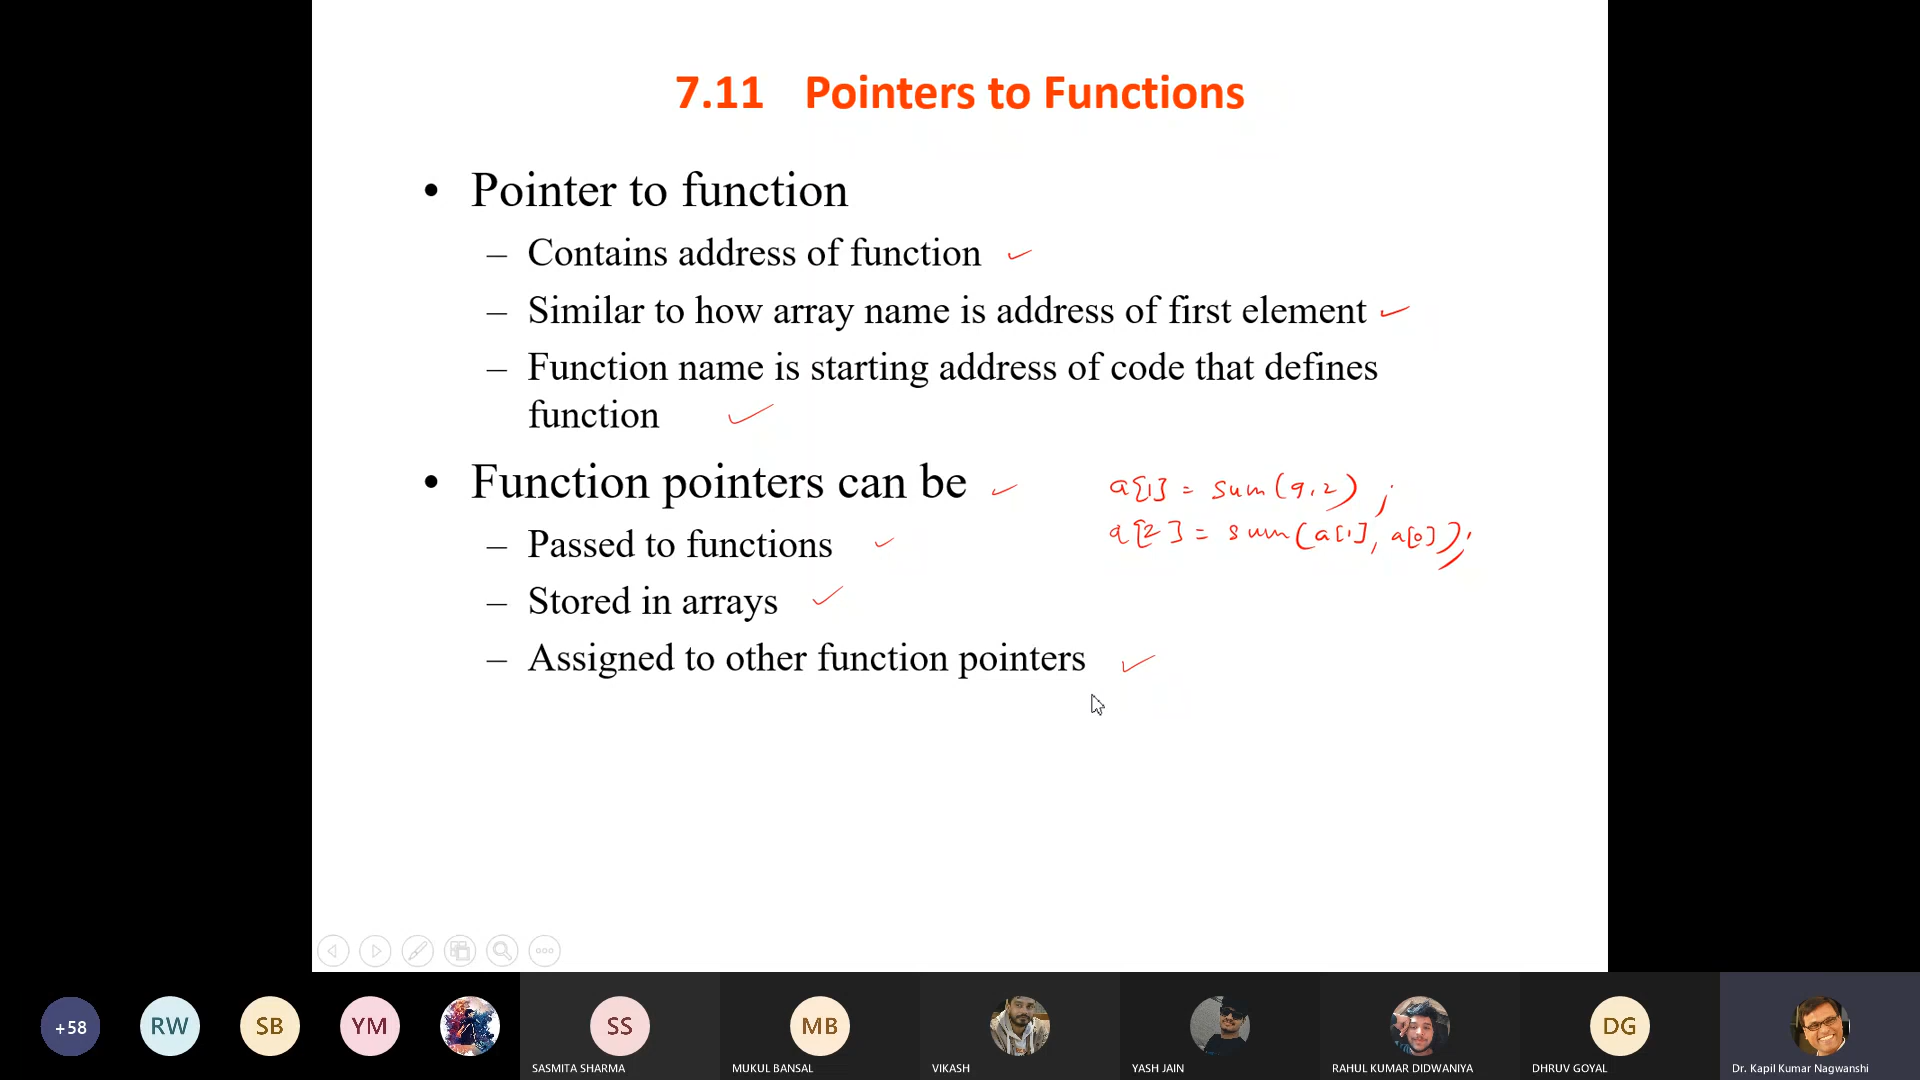 7.11 Pointers to Functions
• Pointer to function
– Contains address of function
– Similar to how array name is address of first element
– Function name is starting address of code that defines
function
• Function pointers can be
a[1] = sum(9,2) ;
– Passed to functions
a[2] = sum(a[1], a[0]);
– Stored in arrays
– Assigned to other function pointers
+58
RW
SB
YM
SS
MB
DG
SASMITA SHARMA
MUKUL BANSAL
VIKASH
YASH JAIN
RAHUL KUMAR DIDWANIYA
DHRUV GOYAL
Dr. Kapil Kumar Nagwanshi